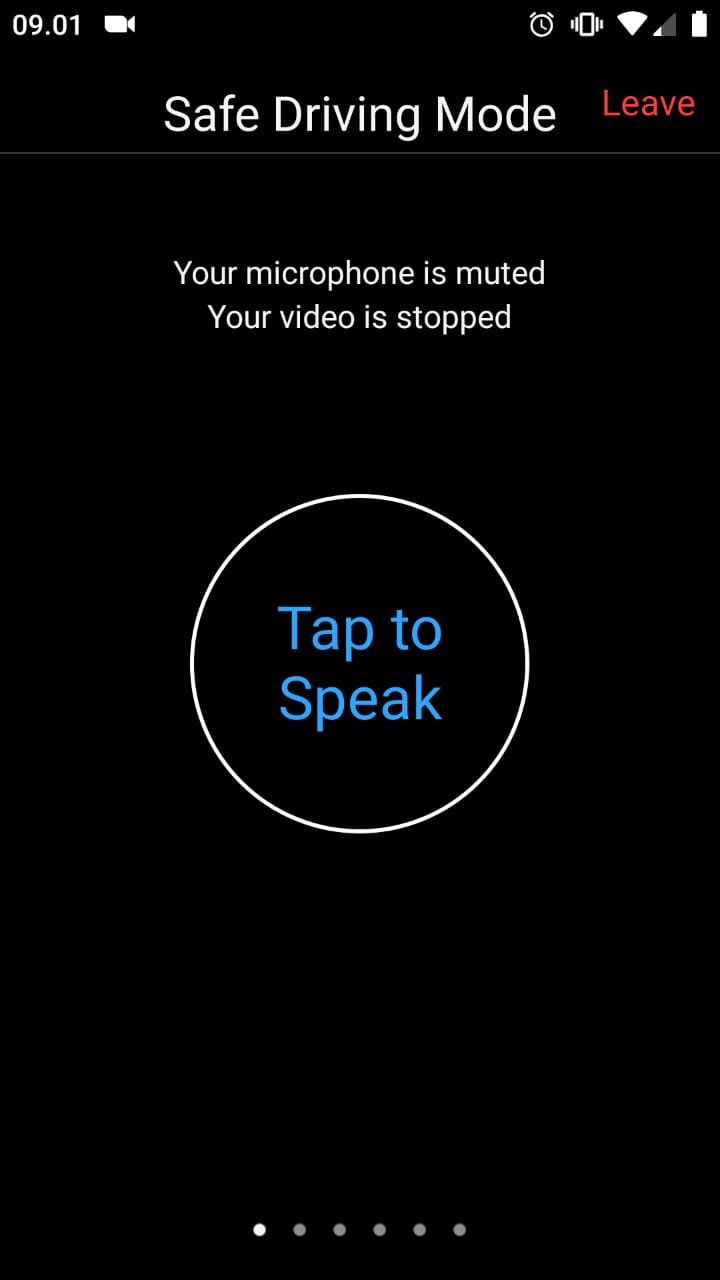 09.01
Safe Driving Mode
Leave
Your microphone is muted
Your video is stopped
Tap to
Speak